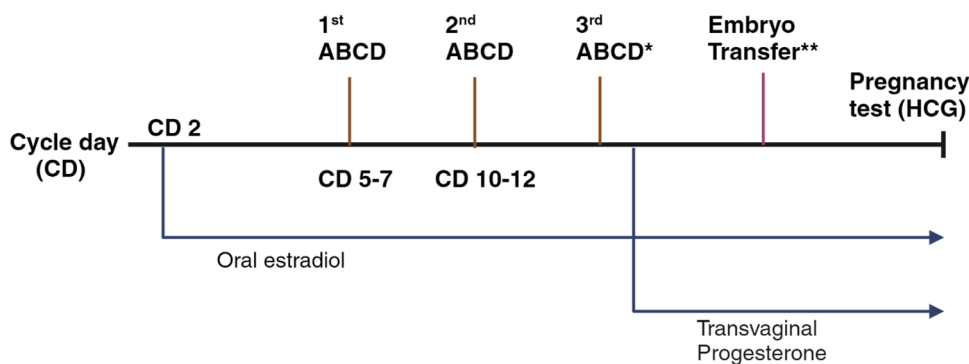 1st
ABCD
2nd
ABCD
3rd
ABCD*
Embryo
Transfer**
Pregnancy
test (HCG)
Cycle day
(CD)
CD 2
CD 5-7
CD 10-12
Oral estradiol
Transvaginal
Progesterone